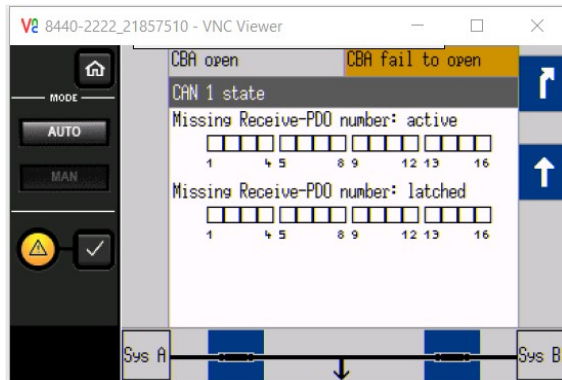 8440-2222_21857510 - VNC Viewer
CBA open
CBA fail to open
MODE
CAN 1 state
Missing Receive-PDO number: active
AUTO
1 4 5 8 9 12 13 16
MAN
Missing Receive-PDO number: latched
1 4 5 8 9 12 13 16
Sys A
Sys B